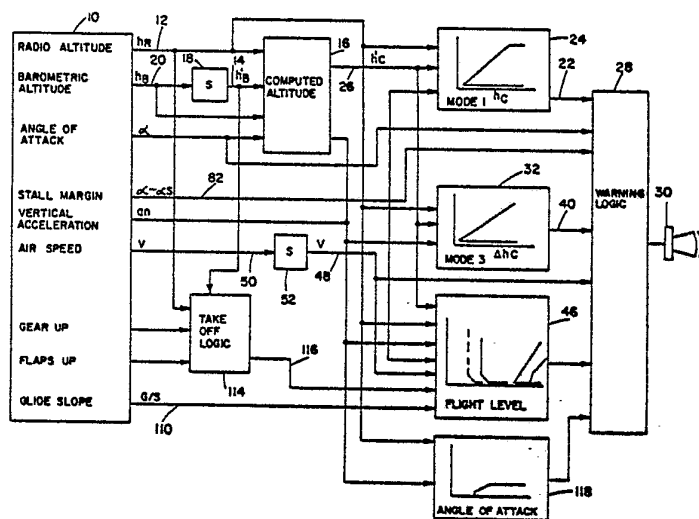 10
RADIO ALTITUDE
hR
12
20
BAROMETRIC ALTITUDE
hB
18
S
14
ḣB
COMPUTED ALTITUDE
16
ḣC
26
ANGLE OF ATTACK
α
STALL MARGIN
α-αS
82
VERTICAL ACCELERATION
an
AIR SPEED
V
50
S
52
V
48
GEAR UP
FLAPS UP
TAKE OFF LOGIC
114
116
GLIDE SLOPE
G/S
110
24
hC
MODE 1
22
32
ΔhC
MODE 3
40
46
FLIGHT LEVEL
ANGLE OF ATTACK
118
28
WARNING LOGIC
30